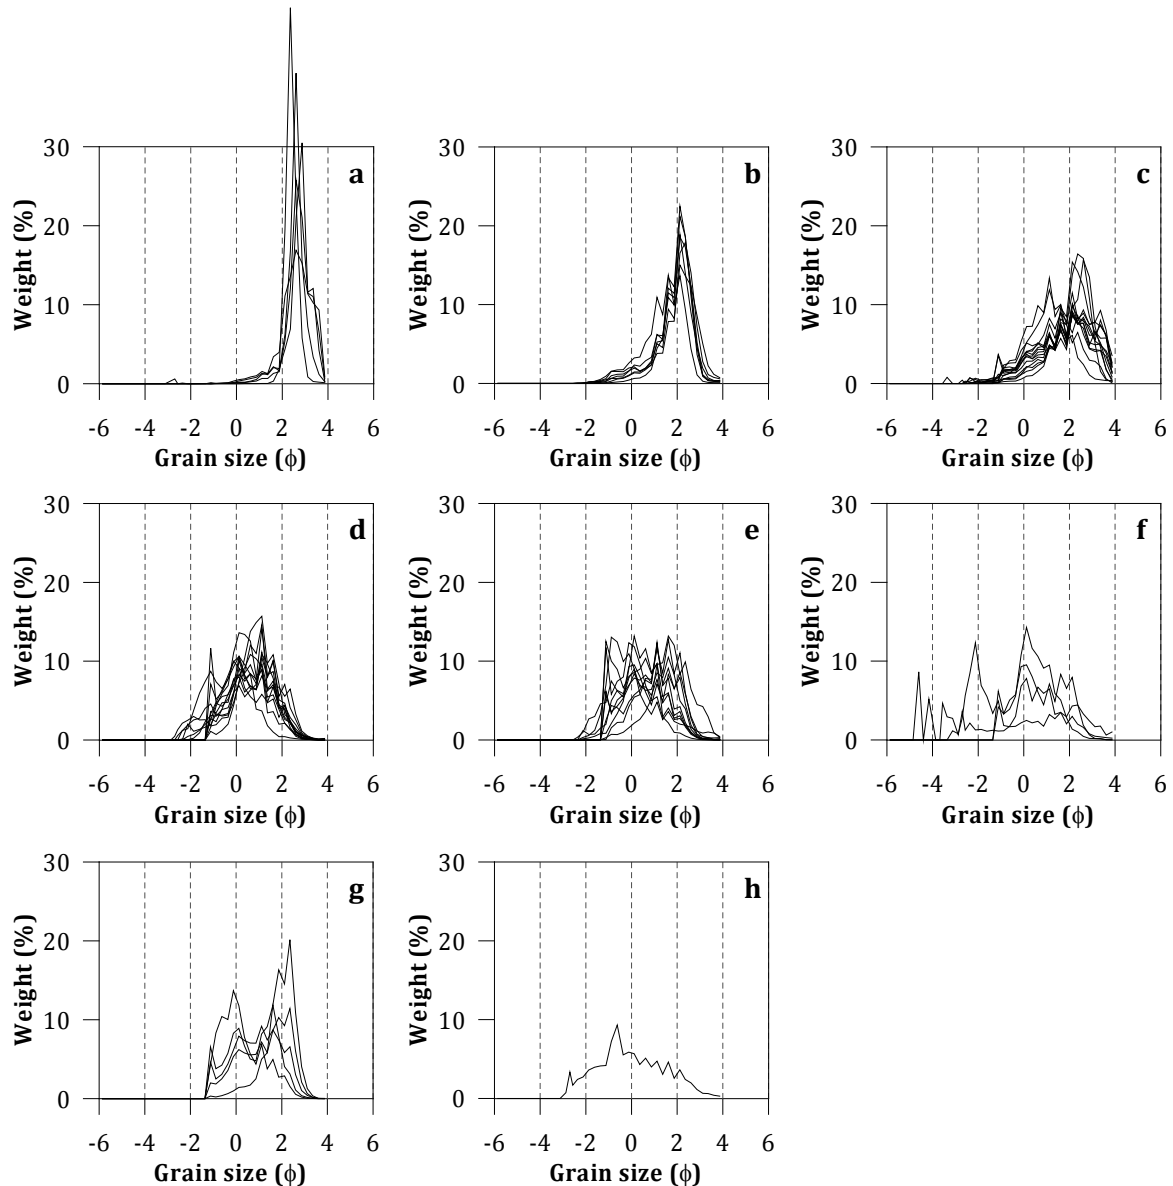 30 30 30
a b c
20 20 20
Weight (%) Weight (%) Weight (%)
10 10 10
0 0 0
-6 -4 -2 0 2 4 6 -6 -4 -2 0 2 4 6 -6 -4 -2 0 2 4 6
Grain size (ϕ) Grain size (ϕ) Grain size (ϕ)
30 30 30
d e f
20 20 20
Weight (%) Weight (%) Weight (%)
10 10 10
0 0 0
-6 -4 -2 0 2 4 6 -6 -4 -2 0 2 4 6 -6 -4 -2 0 2 4 6
Grain size (ϕ) Grain size (ϕ) Grain size (ϕ)
30 30
g h
20 20
Weight (%) Weight (%)
10 10
0 0
-6 -4 -2 0 2 4 6 -6 -4 -2 0 2 4 6
Grain size (ϕ) Grain size (ϕ)